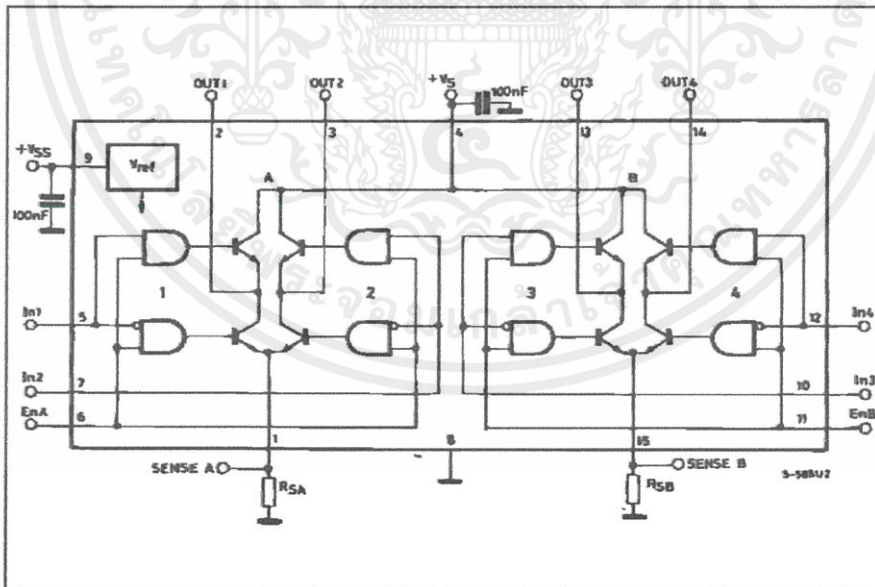 OUT1 OUT2 +VS 100nF OUT3 OUT4
2 3 4 13 14
+VSS 9 Vref A B
100nF
1 2 3 4
In1 5 12 In4
In2 7 10 In3
EnA 6 11 EnB
1 8 15
SENSE A SENSE B
RSA RSB